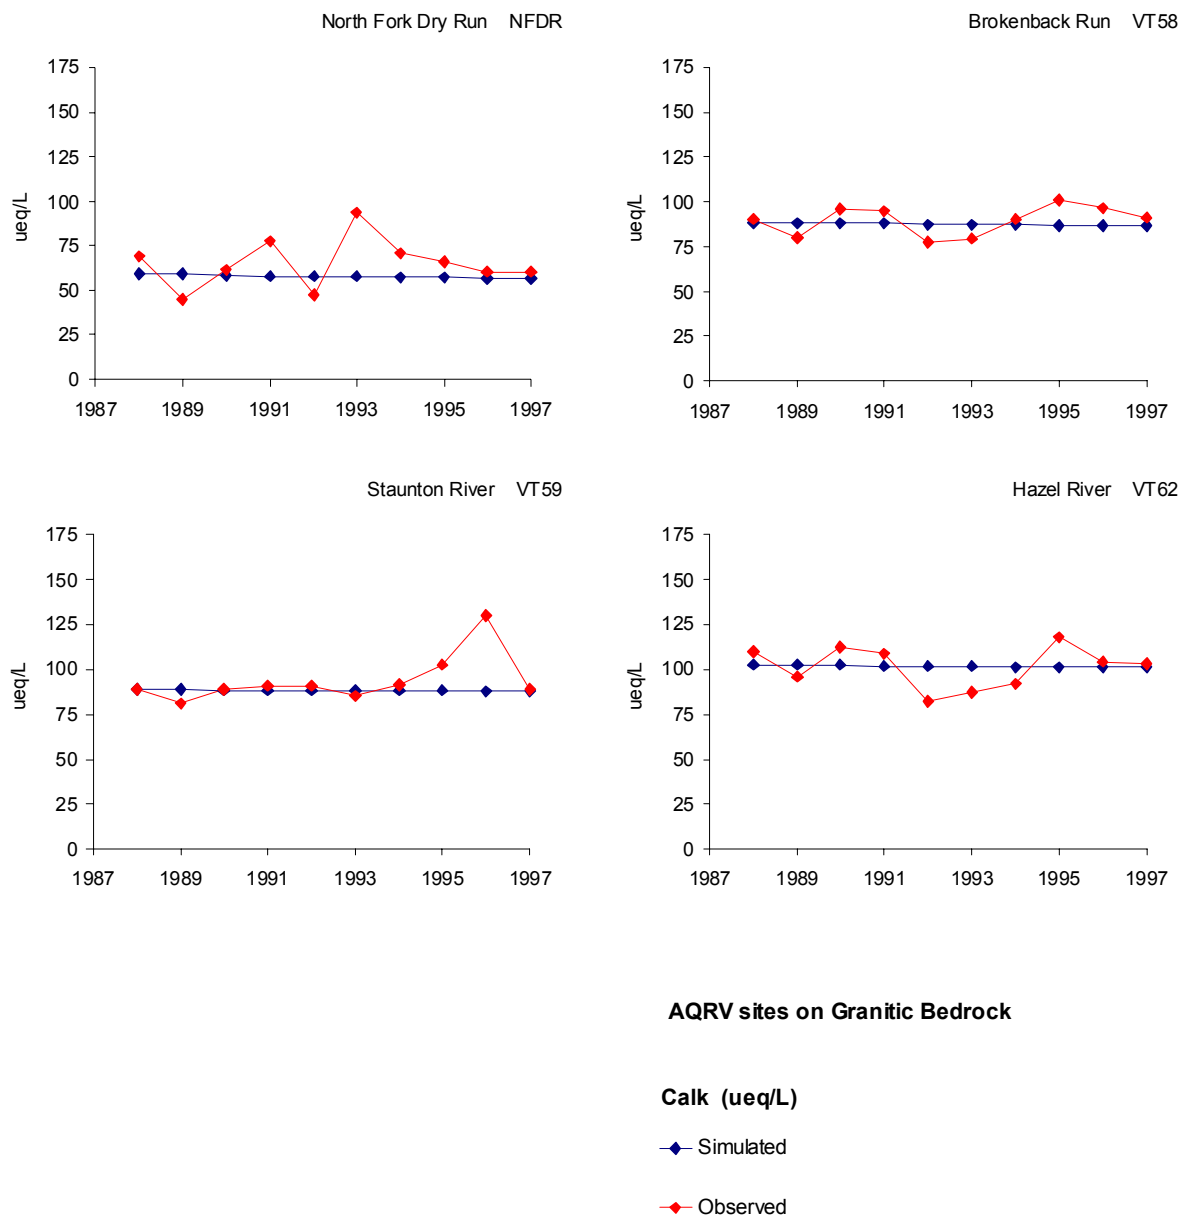 North Fork Dry Run NFDR
175
150
125
100
75
50
25
0
ueq/L
1987 1989 1991 1993 1995 1997
Brokenback Run VT58
175
150
125
100
75
50
25
0
ueq/L
1987 1989 1991 1993 1995 1997
Staunton River VT59
175
150
125
100
75
50
25
0
ueq/L
1987 1989 1991 1993 1995 1997
Hazel River VT62
175
150
125
100
75
50
25
0
ueq/L
1987 1989 1991 1993 1995 1997
AQRV sites on Granitic Bedrock
Calk (ueq/L)
Simulated
Observed